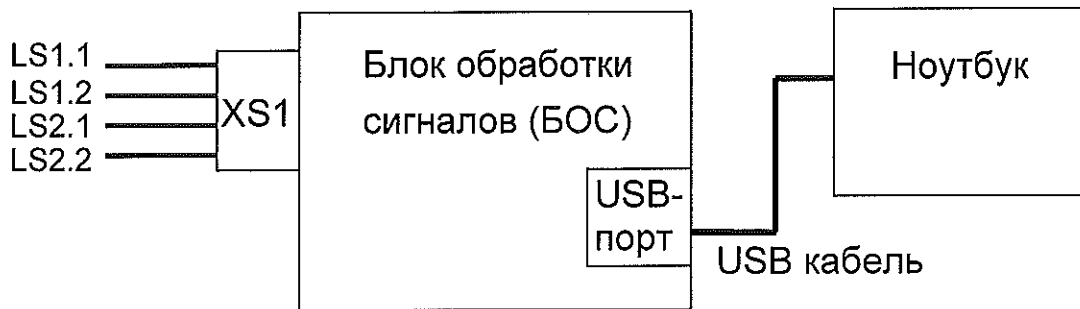 LS1.1
LS1.2
LS2.1
LS2.2
XS1
Блок обработки
сигналов (БОС)
USB-
порт
USB кабель
Ноутбук